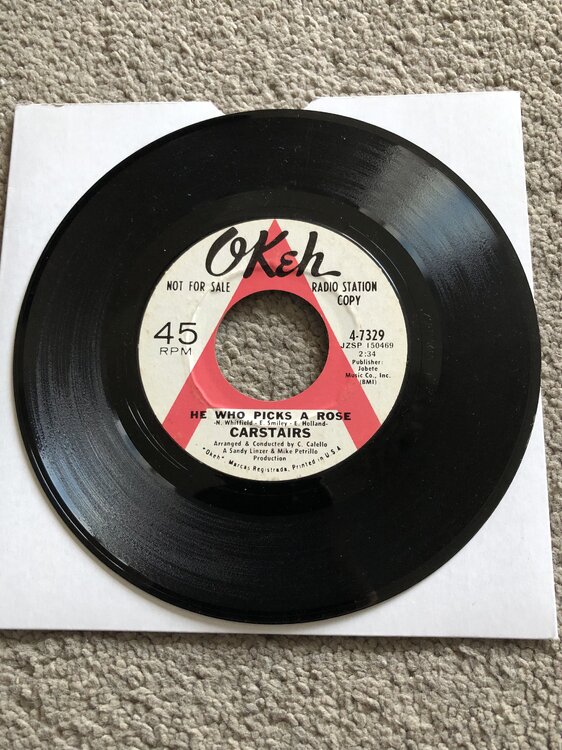 OKeh
NOT FOR SALE
RADIO STATION
COPY
45
RPM
4-7329
JZSP 150469
2:34
Publisher:
Jobete
Music Co., Inc.
(BMI)
HE WHO PICKS A ROSE
-N. Whitfield - E. Smiley - E. Holland-
CARSTAIRS
Arranged & Conducted by C. Calello
A Sandy Linzer & Mike Petrillo
Production
"Okeh" - Marcas Registrada. Printed in U.S.A